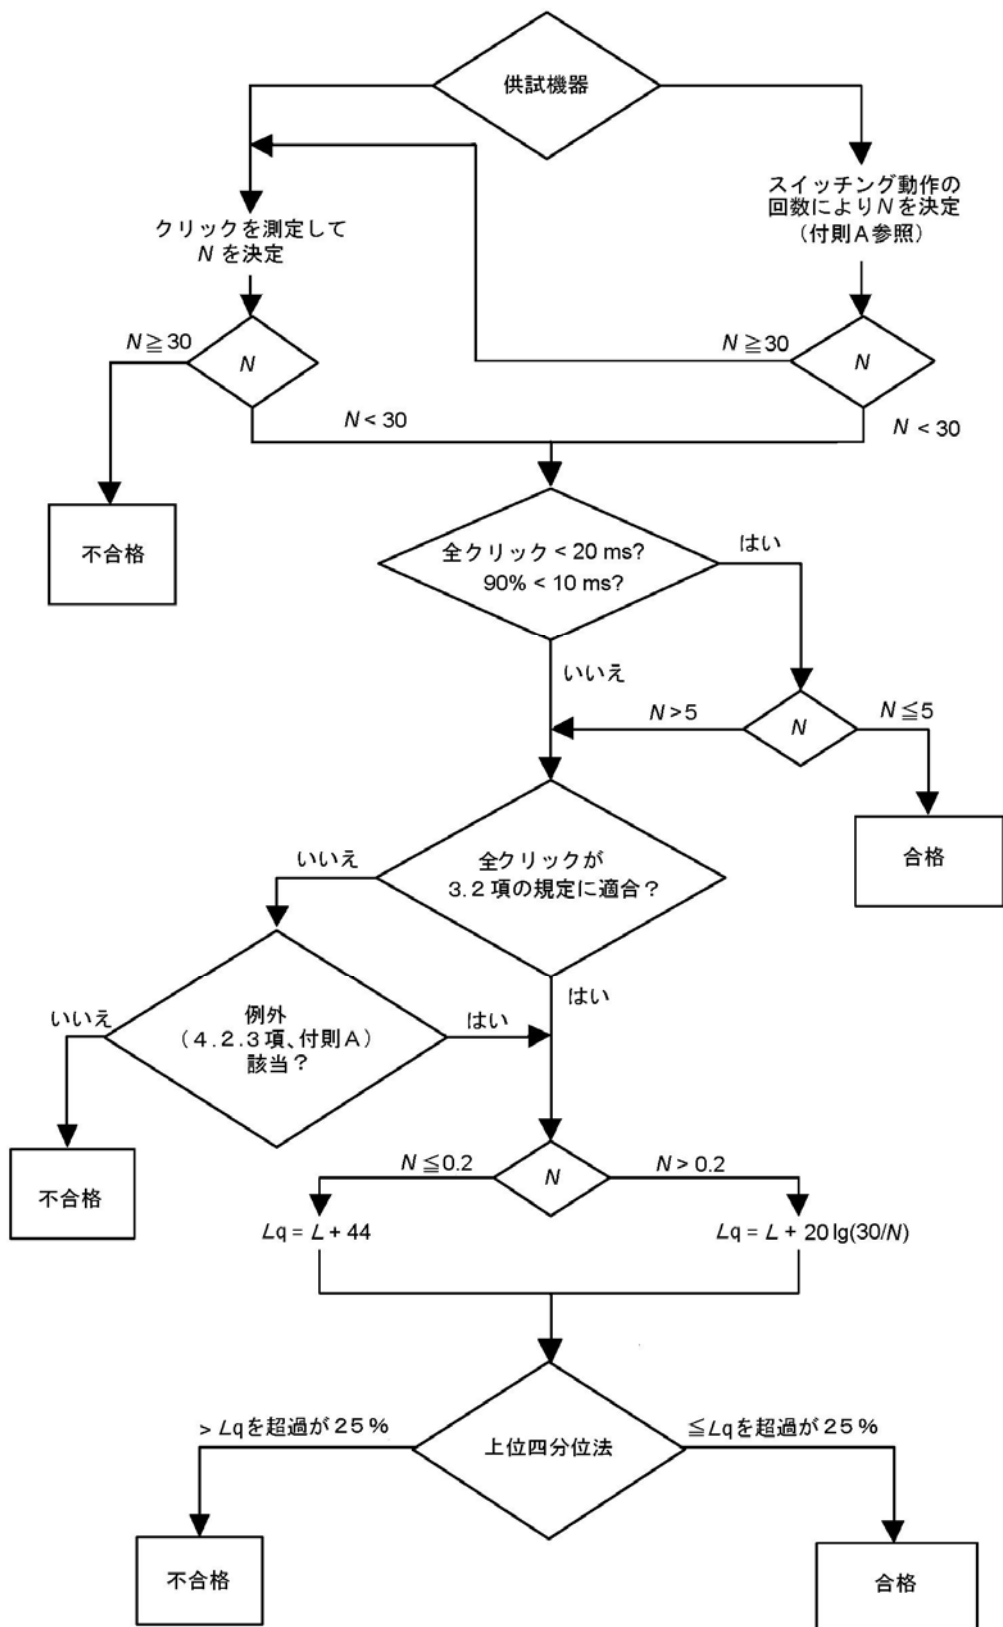 供試機器
スイッチング動作の
回数によりNを決定
(付則A参照)
クリックを測定して
N を決定
N≧30
N
N≧30
N
N<30
N < 30
不合格
全クリック < 20 ms?
90% < 10 ms?
はい
いいえ
N>5
N
N≦5
合格
いいえ
全クリックが
3.2項の規定に適合?
はい
いいえ
例外
(4.2.3項、付則A)
該当?
はい
不合格
N≦0.2
N
N> 0.2
Lq = L + 44
Lq = L + 20 lg(30/N)
> Lqを超過が25%
上位四分位法
≦Lqを超過が25%
不合格
合格